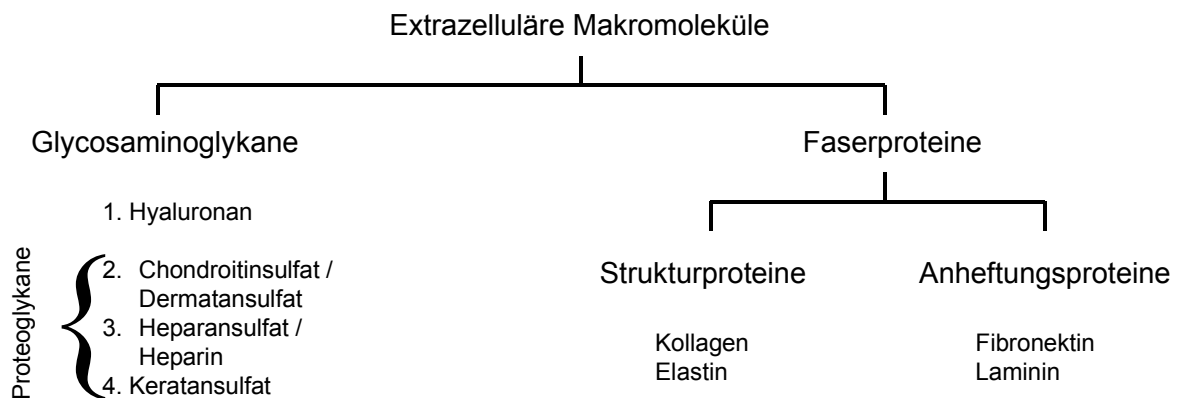 Extrazelluläre Makromoleküle
Glycosaminoglykane
Faserproteine
1. Hyaluronan
Proteoglykane
2. Chondroitinsulfat /
Dermatansulfat
3. Heparansulfat /
Heparin
4. Keratansulfat
Strukturproteine
Kollagen
Elastin
Anheftungsproteine
Fibronektin
Laminin